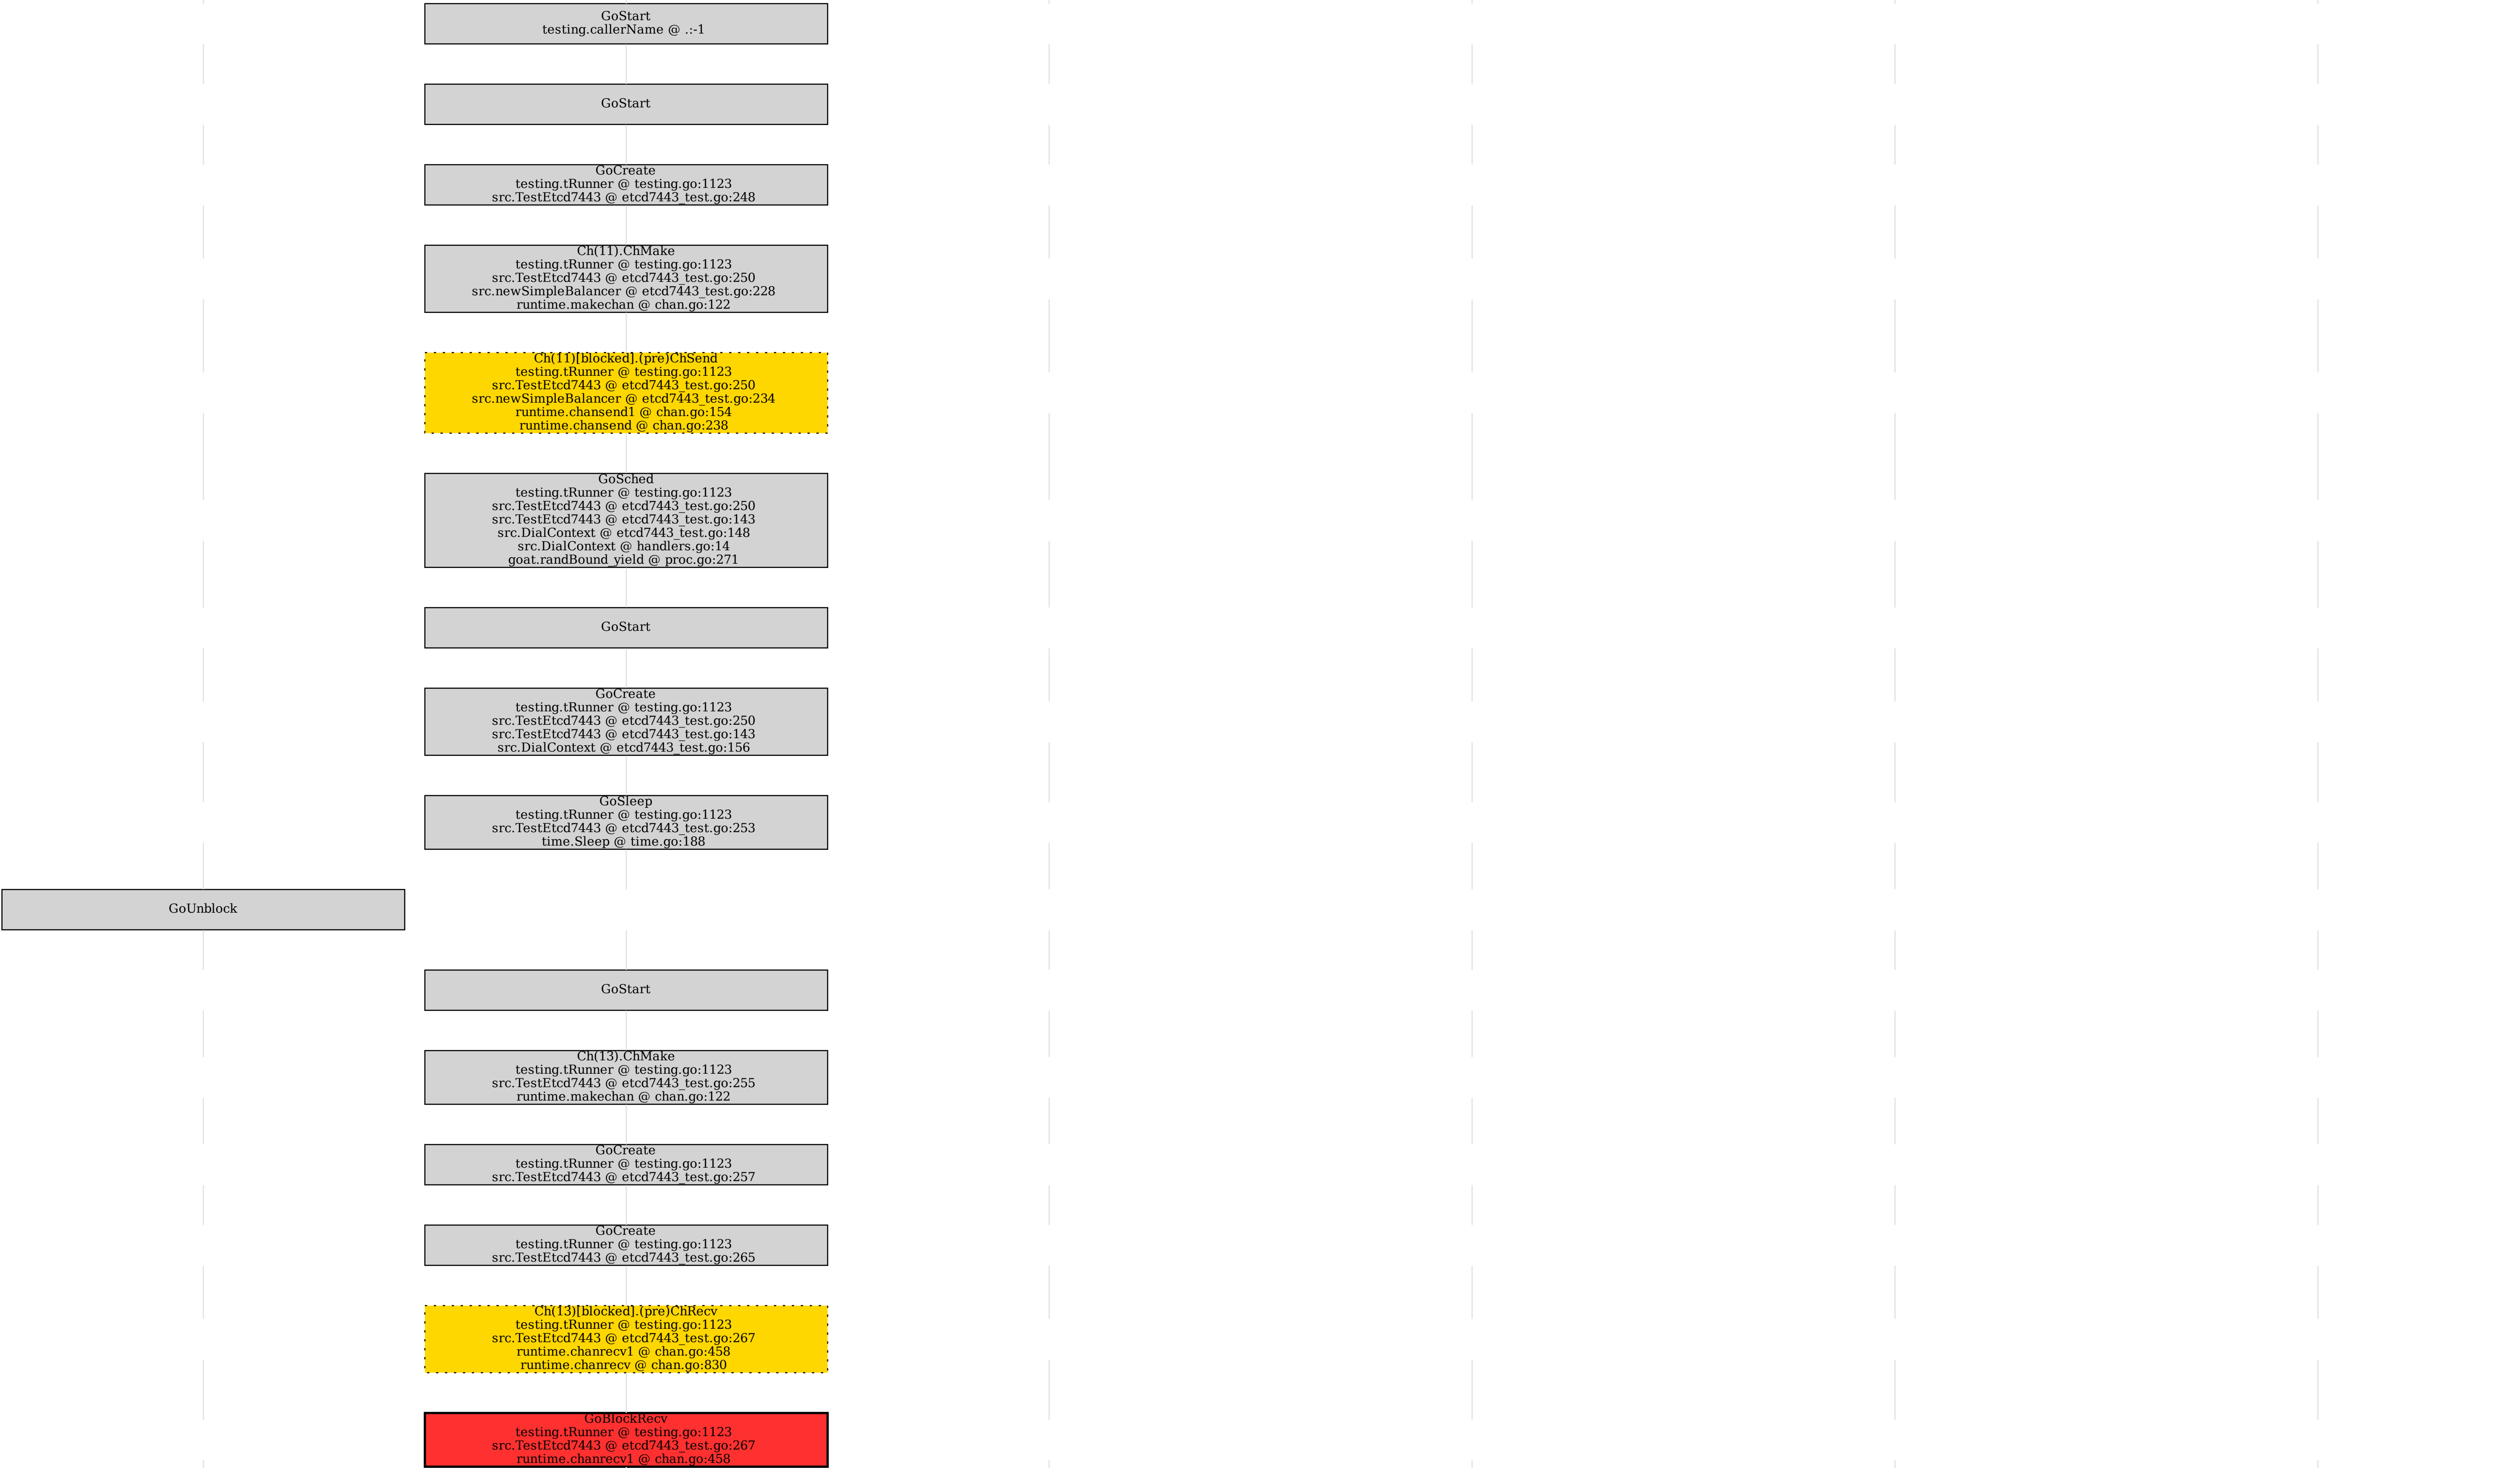 GoStart
testing.callerName @ .:-1
GoStart
GoCreate
testing.tRunner @ testing.go:1123
src.TestEtcd7443 @ etcd7443_test.go:248
Ch(11).ChMake
testing.tRunner @ testing.go:1123
src.TestEtcd7443 @ etcd7443_test.go:250
src.newSimpleBalancer @ etcd7443_test.go:228
runtime.makechan @ chan.go:122
Ch(11)[blocked].(pre)ChSend
testing.tRunner @ testing.go:1123
src.TestEtcd7443 @ etcd7443_test.go:250
src.newSimpleBalancer @ etcd7443_test.go:234
runtime.chansend1 @ chan.go:154
runtime.chansend @ chan.go:238
GoSched
testing.tRunner @ testing.go:1123
src.TestEtcd7443 @ etcd7443_test.go:250
src.TestEtcd7443 @ etcd7443_test.go:143
src.DialContext @ etcd7443_test.go:148
src.DialContext @ handlers.go:14
goat.randBound_yield @ proc.go:271
GoStart
GoCreate
testing.tRunner @ testing.go:1123
src.TestEtcd7443 @ etcd7443_test.go:250
src.TestEtcd7443 @ etcd7443_test.go:143
src.DialContext @ etcd7443_test.go:156
GoSleep
testing.tRunner @ testing.go:1123
src.TestEtcd7443 @ etcd7443_test.go:253
time.Sleep @ time.go:188
GoUnblock
GoStart
Ch(13).ChMake
testing.tRunner @ testing.go:1123
src.TestEtcd7443 @ etcd7443_test.go:255
runtime.makechan @ chan.go:122
GoCreate
testing.tRunner @ testing.go:1123
src.TestEtcd7443 @ etcd7443_test.go:257
GoCreate
testing.tRunner @ testing.go:1123
src.TestEtcd7443 @ etcd7443_test.go:265
Ch(13)[blocked].(pre)ChRecv
testing.tRunner @ testing.go:1123
src.TestEtcd7443 @ etcd7443_test.go:267
runtime.chanrecv1 @ chan.go:458
runtime.chanrecv @ chan.go:830
GoBlockRecv
testing.tRunner @ testing.go:1123
src.TestEtcd7443 @ etcd7443_test.go:267
runtime.chanrecv1 @ chan.go:458